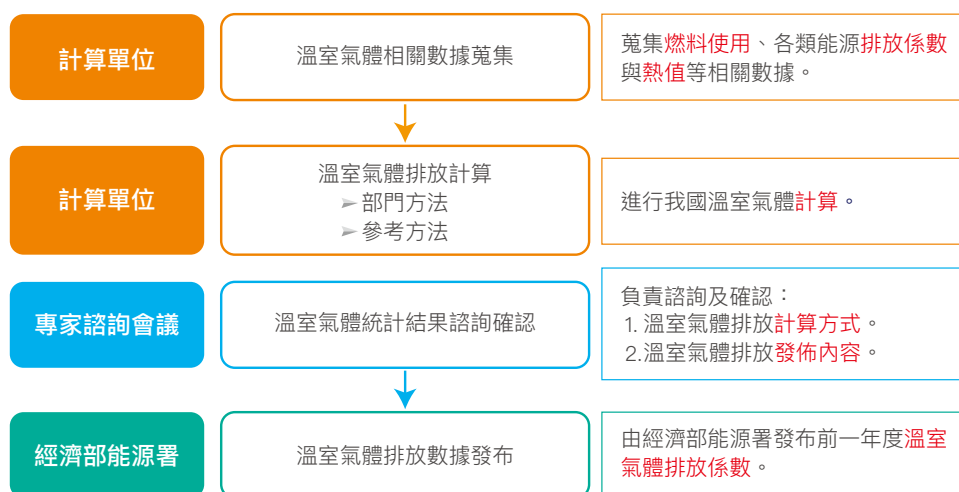 計算單位
溫室氣體相關數據蒐集
蒐集燃料使用、各類能源排放係數
與熱值等相關數據。
計算單位
溫室氣體排放計算
➢部門方法
➢參考方法
進行我國溫室氣體計算。
專家諮詢會議
溫室氣體統計結果諮詢確認
負責諮詢及確認：
1. 溫室氣體排放計算方式。
2.溫室氣體排放發佈內容。
經濟部能源署
溫室氣體排放數據發布
由經濟部能源署發布前一年度溫室
氣體排放係數。